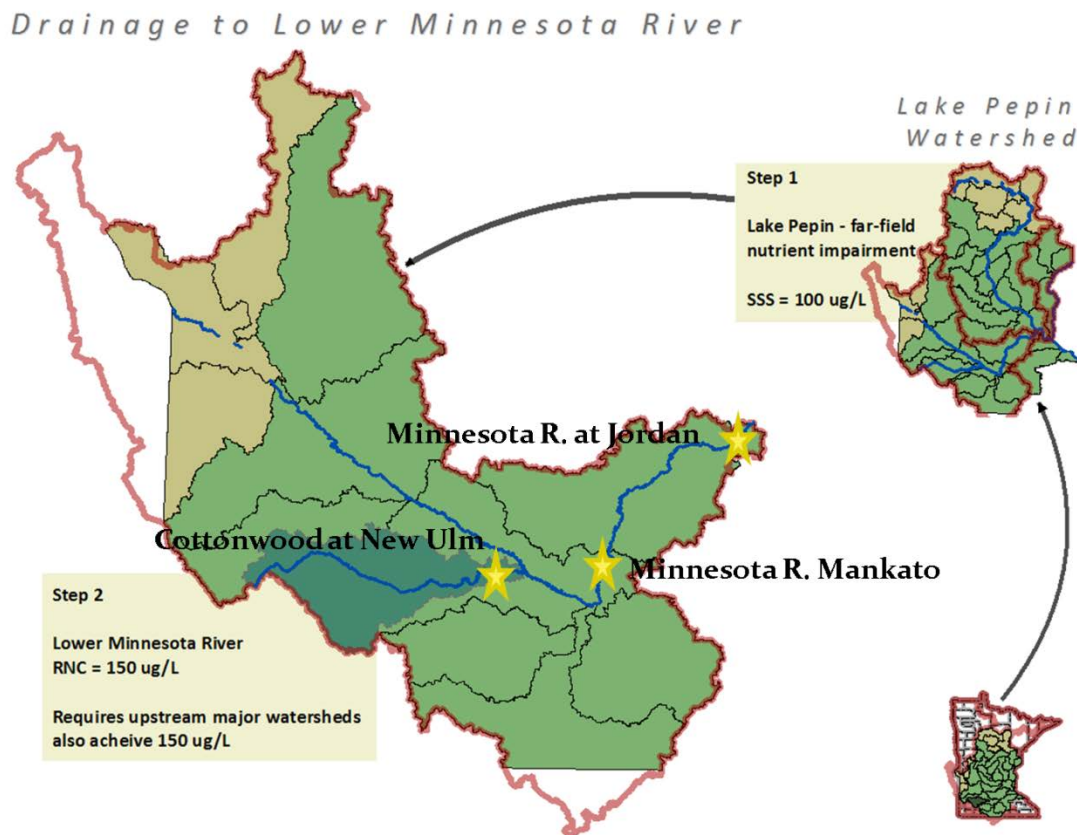 Drainage to Lower Minnesota River
Lake Pepin
Watershed
Step 1
Lake Pepin - far-field
nutrient impairment
SSS = 100 ug/L
Minnesota R. at Jordan
Cottonwood at New Ulm
Minnesota R. Mankato
Step 2
Lower Minnesota River
RNC = 150 ug/L
Requires upstream major watersheds
also acheive 150 ug/L